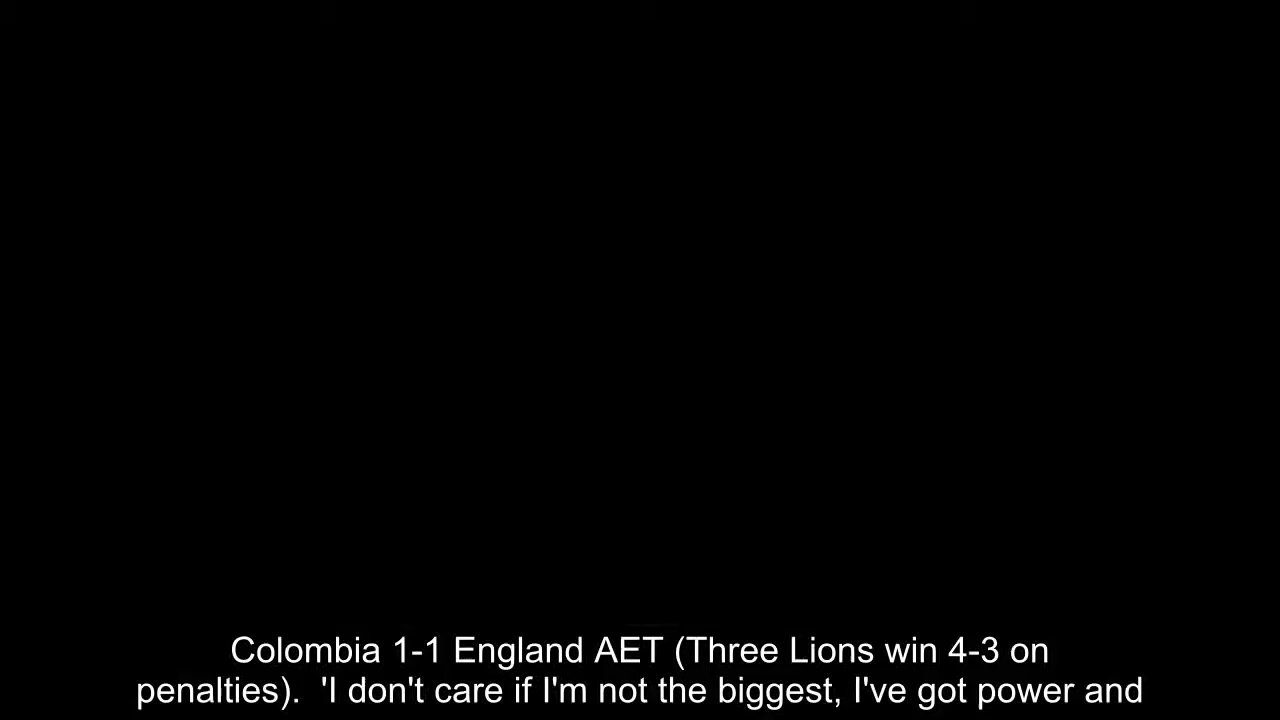 Colombia 1-1 England AET (Three Lions win 4-3 on
penalties).  'I don't care if I'm not the biggest, I've got power and